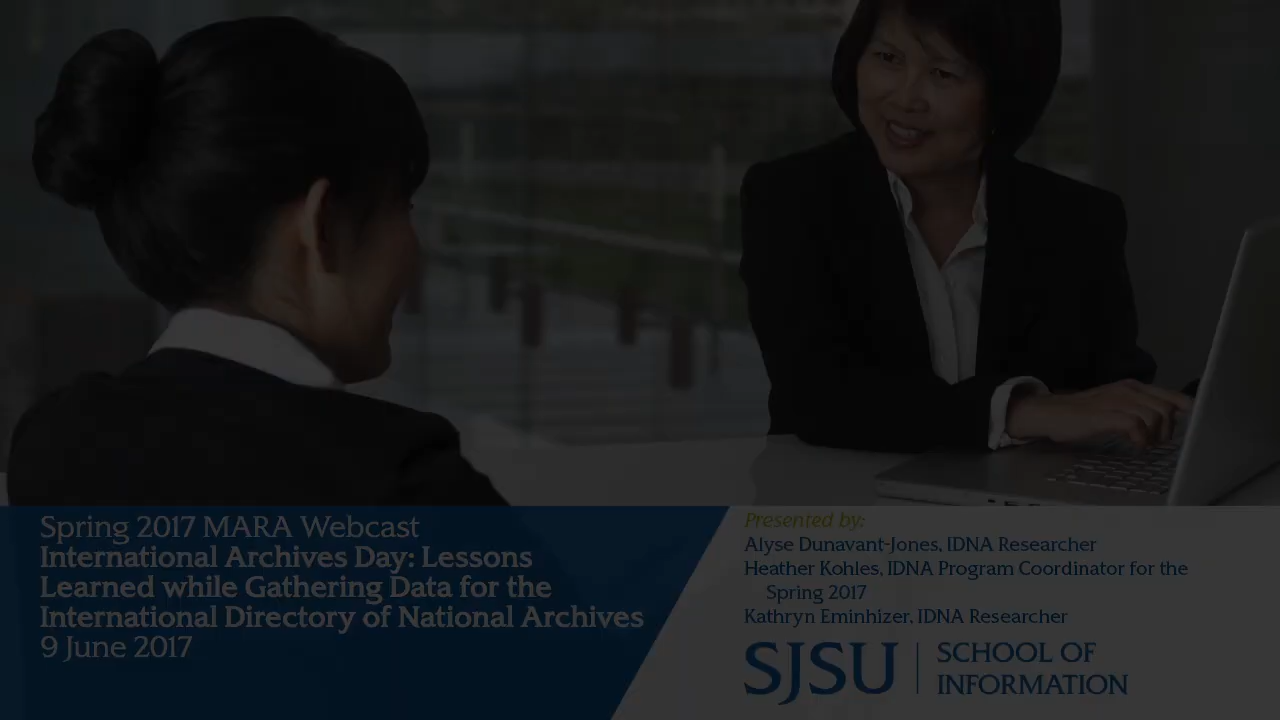 Spring 2017 MARA Webcast
International Archives Day: Lessons
Learned while Gathering Data for the
International Directory of National Archives
9 June 2017
Presented by:
Alyse Dunavant-Jones, IDNA Researcher
Heather Kohles, IDNA Program Coordinator for the
Spring 2017
Kathryn Eminhizer, IDNA Researcher
SJSU
SCHOOL OF
INFORMATION